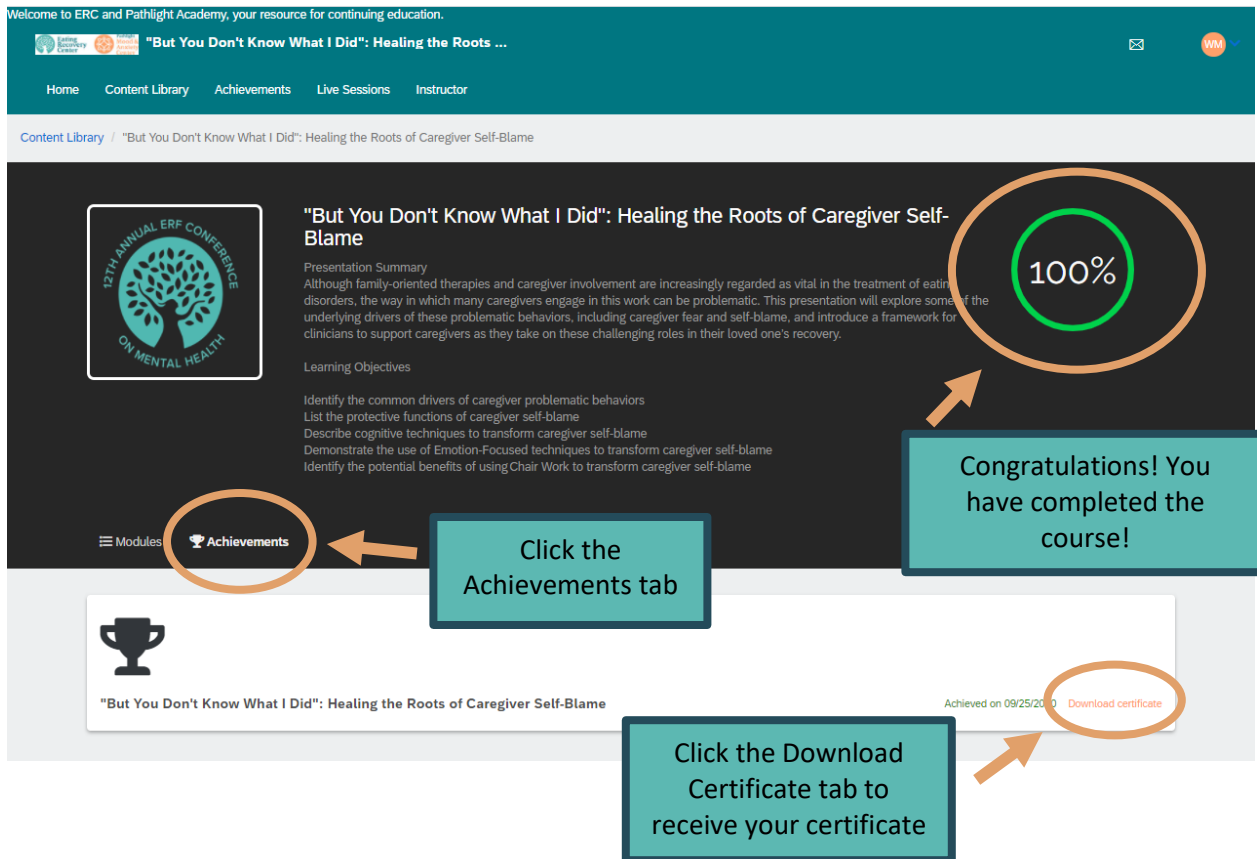 Welcome to ERC and Pathlight Academy, your resource for continuing education.
Eating
Recovery
Center
"But You Don't Know What I Did": Healing the Roots ...
WM
Home Content Library Achievements Live Sessions Instructor
Content Library / "But You Don't Know What I Did": Healing the Roots of Caregiver Self-Blame
12TH ANNUAL ERF CONFERENCE
ON MENTAL HEALTH
"But You Don't Know What I Did": Healing the Roots of Caregiver Self-
Blame
Presentation Summary
Although family-oriented therapies and caregiver involvement are increasingly regarded as vital in the treatment of eating
disorders, the way in which many caregivers engage in this work can be problematic. This presentation will explore some of the
underlying drivers of these problematic behaviors, including caregiver fear and self-blame, and introduce a framework for
clinicians to support caregivers as they take on these challenging roles in their loved one's recovery.
Learning Objectives
Identify the common drivers of caregiver problematic behaviors
List the protective functions of caregiver self-blame
Describe cognitive techniques to transform caregiver self-blame
Demonstrate the use of Emotion-Focused techniques to transform caregiver self-blame
Identify the potential benefits of using Chair Work to transform caregiver self-blame
100%
Congratulations! You
have completed the
course!
Modules Achievements
Click the
Achievements tab
"But You Don't Know What I Did": Healing the Roots of Caregiver Self-Blame
Achieved on 09/25/2020 Download certificate
Click the Download
Certificate tab to
receive your certificate